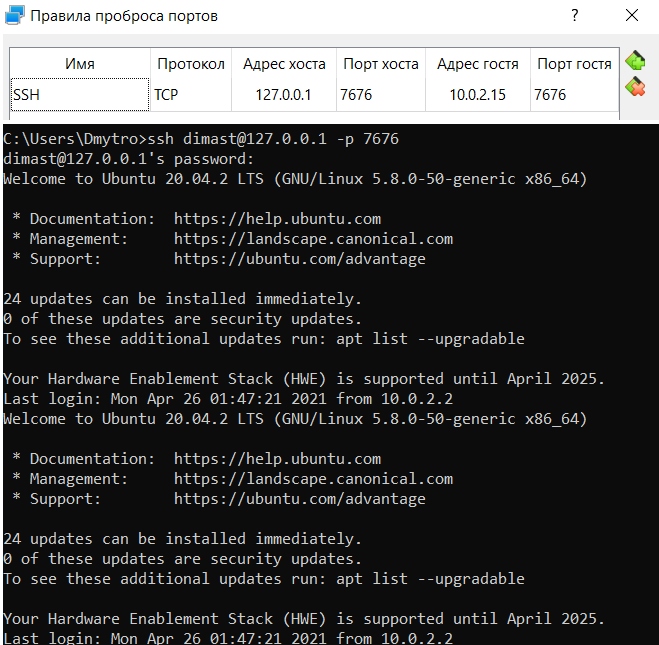 Правила проброса портов
Имя Протокол Адрес хоста Порт хоста Адрес гостя Порт гостя
SSH TCP 127.0.0.1 7676 10.0.2.15 7676
C:\Users\Dmytro>ssh dimast@127.0.0.1 -p 7676
dimast@127.0.0.1's password:
Welcome to Ubuntu 20.04.2 LTS (GNU/Linux 5.8.0-50-generic x86_64)
* Documentation: https://help.ubuntu.com
* Management: https://landscape.canonical.com
* Support: https://ubuntu.com/advantage
24 updates can be installed immediately.
0 of these updates are security updates.
To see these additional updates run: apt list --upgradable
Your Hardware Enablement Stack (HWE) is supported until April 2025.
Last login: Mon Apr 26 01:47:21 2021 from 10.0.2.2
Welcome to Ubuntu 20.04.2 LTS (GNU/Linux 5.8.0-50-generic x86_64)
* Documentation: https://help.ubuntu.com
* Management: https://landscape.canonical.com
* Support: https://ubuntu.com/advantage
24 updates can be installed immediately.
0 of these updates are security updates.
To see these additional updates run: apt list --upgradable
Your Hardware Enablement Stack (HWE) is supported until April 2025.
Last login: Mon Apr 26 01:47:21 2021 from 10.0.2.2